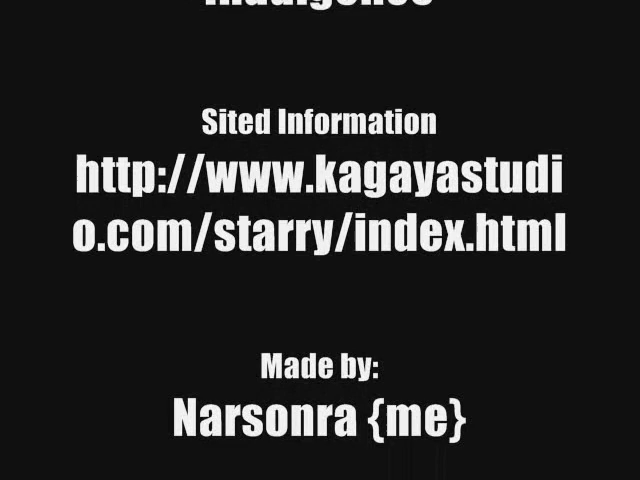 Sited Information
http://www.kagayastudi
o.com/starry/index.html
Made by:
Narsonra {me}